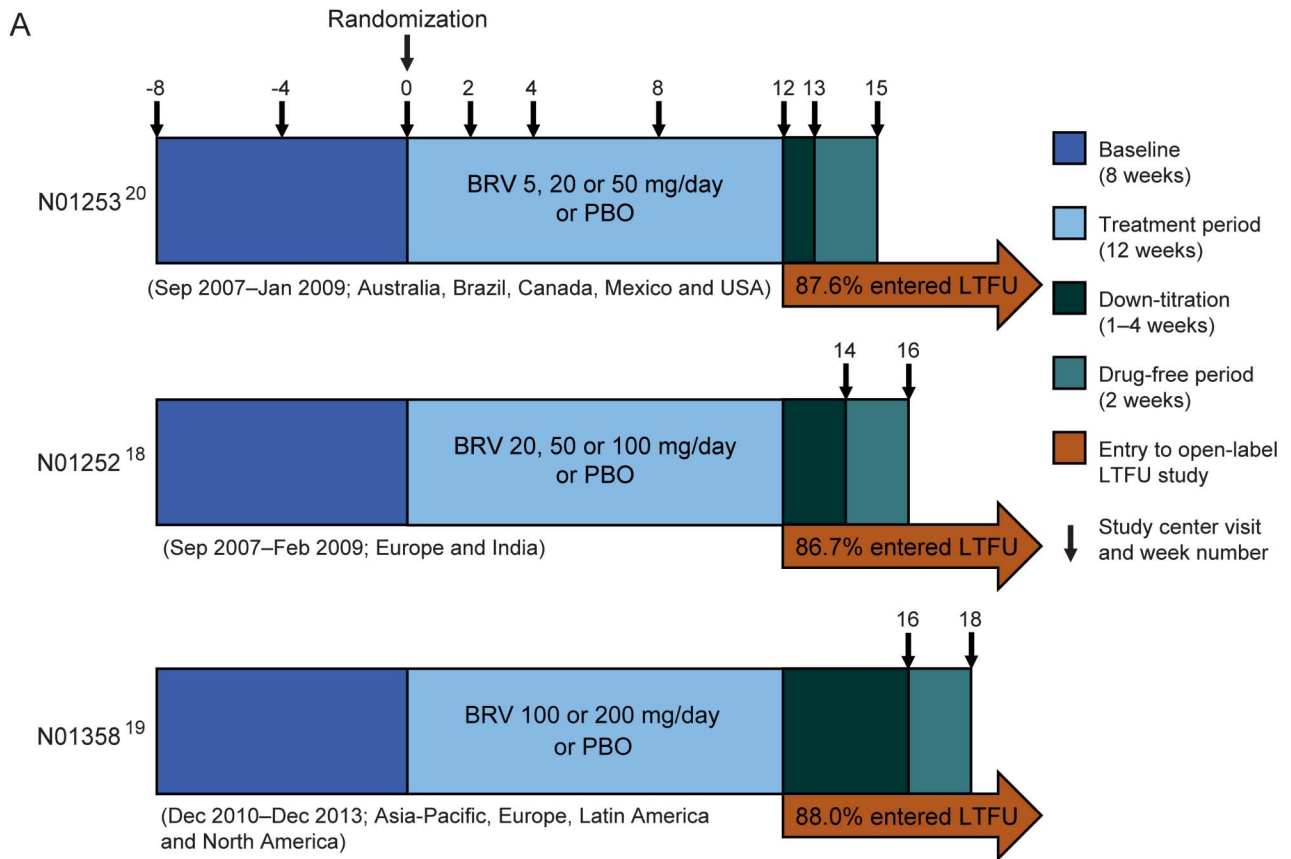 A
Randomization
-8 -4 0 2 4 8 12 13 15
N01253 20
BRV 5, 20 or 50 mg/day
or PBO
(Sep 2007–Jan 2009; Australia, Brazil, Canada, Mexico and USA)
87.6% entered LTFU
14 16
N01252 18
BRV 20, 50 or 100 mg/day
or PBO
(Sep 2007–Feb 2009; Europe and India)
86.7% entered LTFU
16 18
N01358 19
BRV 100 or 200 mg/day
or PBO
(Dec 2010–Dec 2013; Asia-Pacific, Europe, Latin America
and North America)
88.0% entered LTFU
Baseline
(8 weeks)
Treatment period
(12 weeks)
Down-titration
(1–4 weeks)
Drug-free period
(2 weeks)
Entry to open-label
LTFU study
Study center visit
and week number